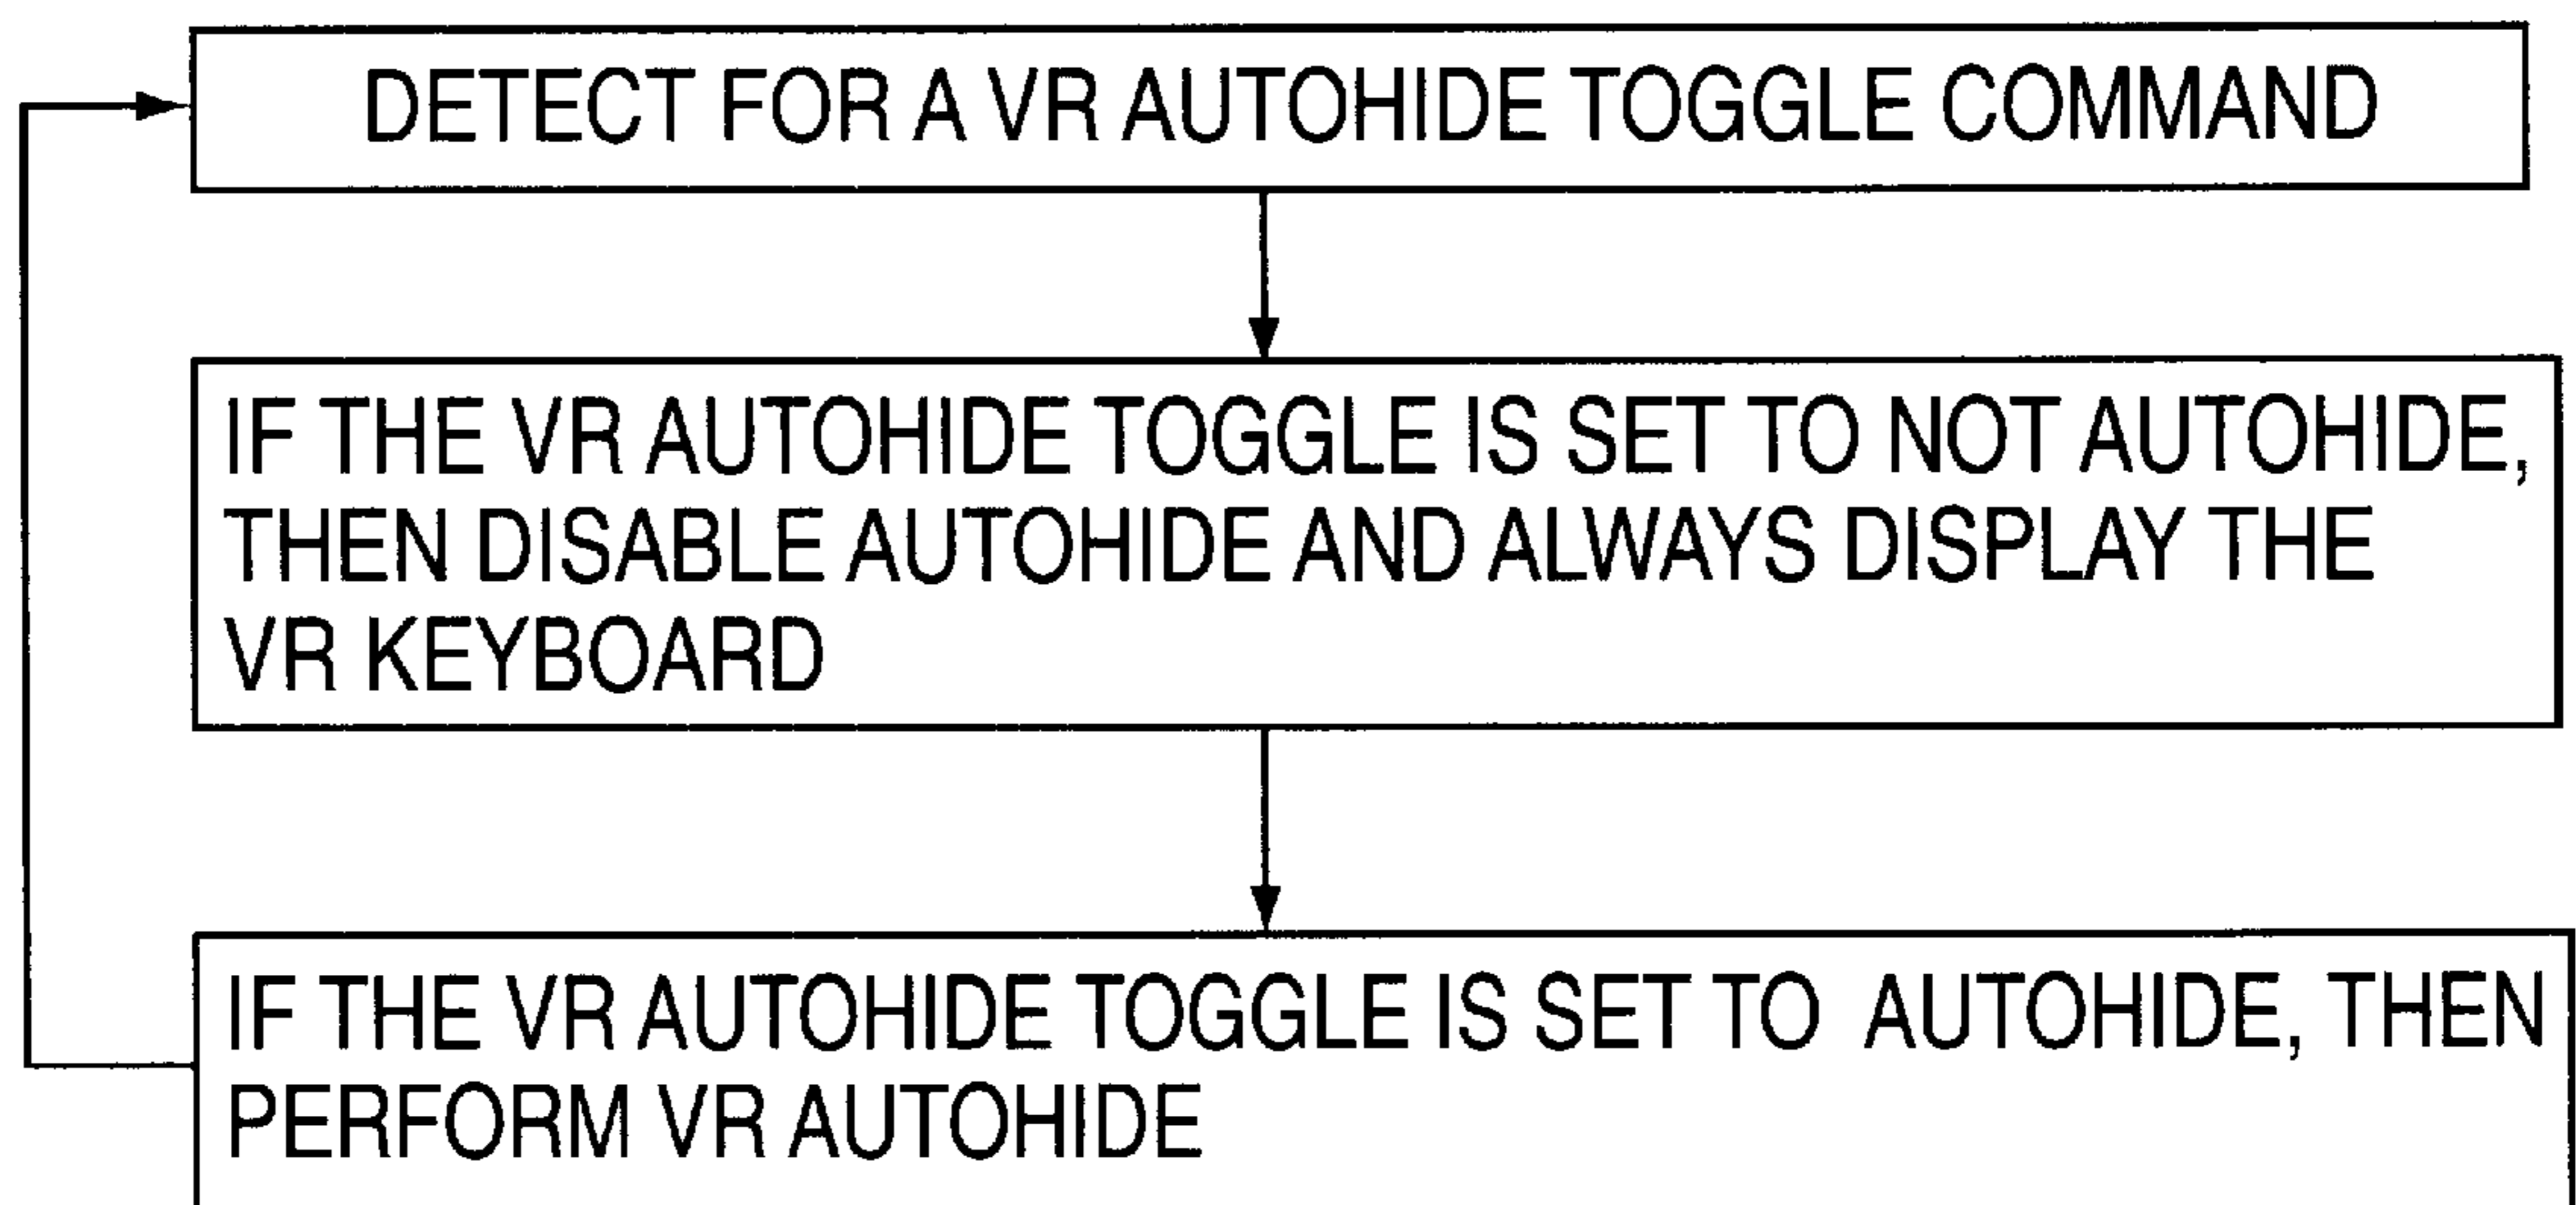 DETECT FOR A VR AUTOHIDE TOGGLE COMMAND
IF THE VR AUTOHIDE TOGGLE IS SET TO NOT AUTOHIDE,
THEN DISABLE AUTOHIDE AND ALWAYS DISPLAY THE
VR KEYBOARD
IF THE VR AUTOHIDE TOGGLE IS SET TO AUTOHIDE, THEN
PERFORM VR AUTOHIDE